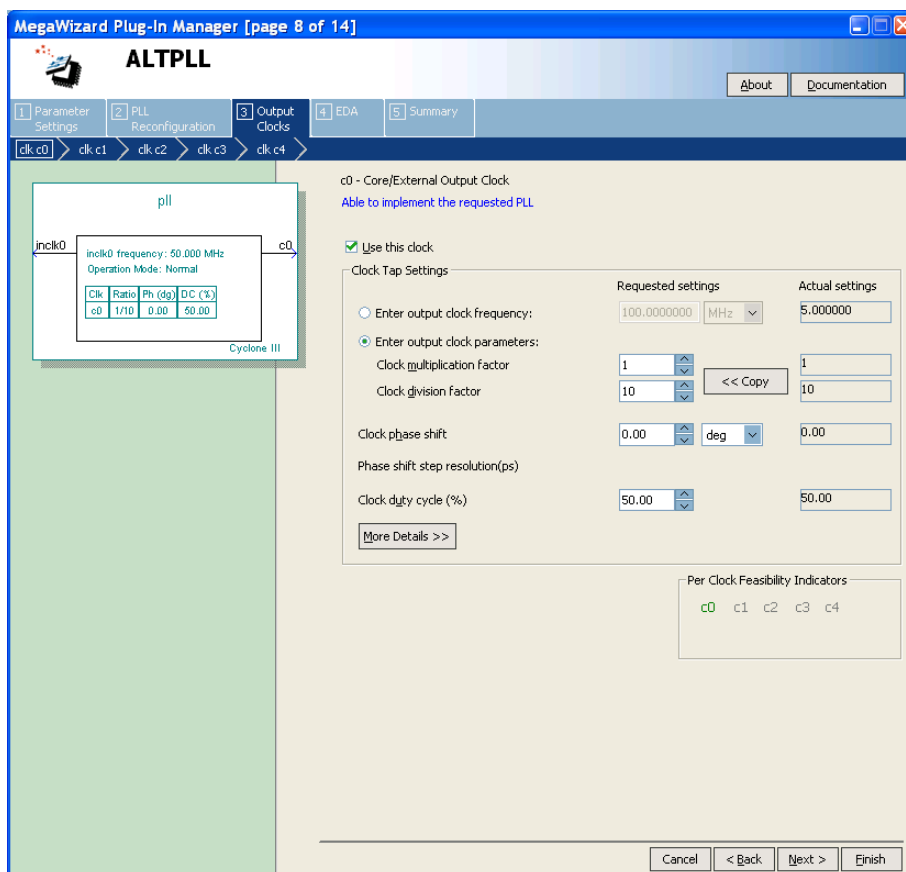 MegaWizard Plug-In Manager [page 8 of 14]
ALTPLL
About
Documentation
1 Parameter Settings
2 PLL Reconfiguration
3 Output Clocks
4 EDA
5 Summary
clk c0
clk c1
clk c2
clk c3
clk c4
pll
inclk0
c0
inclk0 frequency: 50.000 MHz
Operation Mode: Normal
Clk Ratio Ph (dg) DC (%)
c0 1/10 0.00 50.00
Cyclone III
c0 - Core/External Output Clock
Able to implement the requested PLL
Use this clock
Clock Tap Settings
Requested settings Actual settings
Enter output clock frequency: 100.0000000 MHz 5.000000
Enter output clock parameters:
Clock multiplication factor 1 << Copy 1
Clock division factor 10 10
Clock phase shift 0.00 deg 0.00
Phase shift step resolution(ps)
Clock duty cycle (%) 50.00 50.00
More Details >>
Per Clock Feasibility Indicators
c0 c1 c2 c3 c4
Cancel
< Back
Next >
Finish